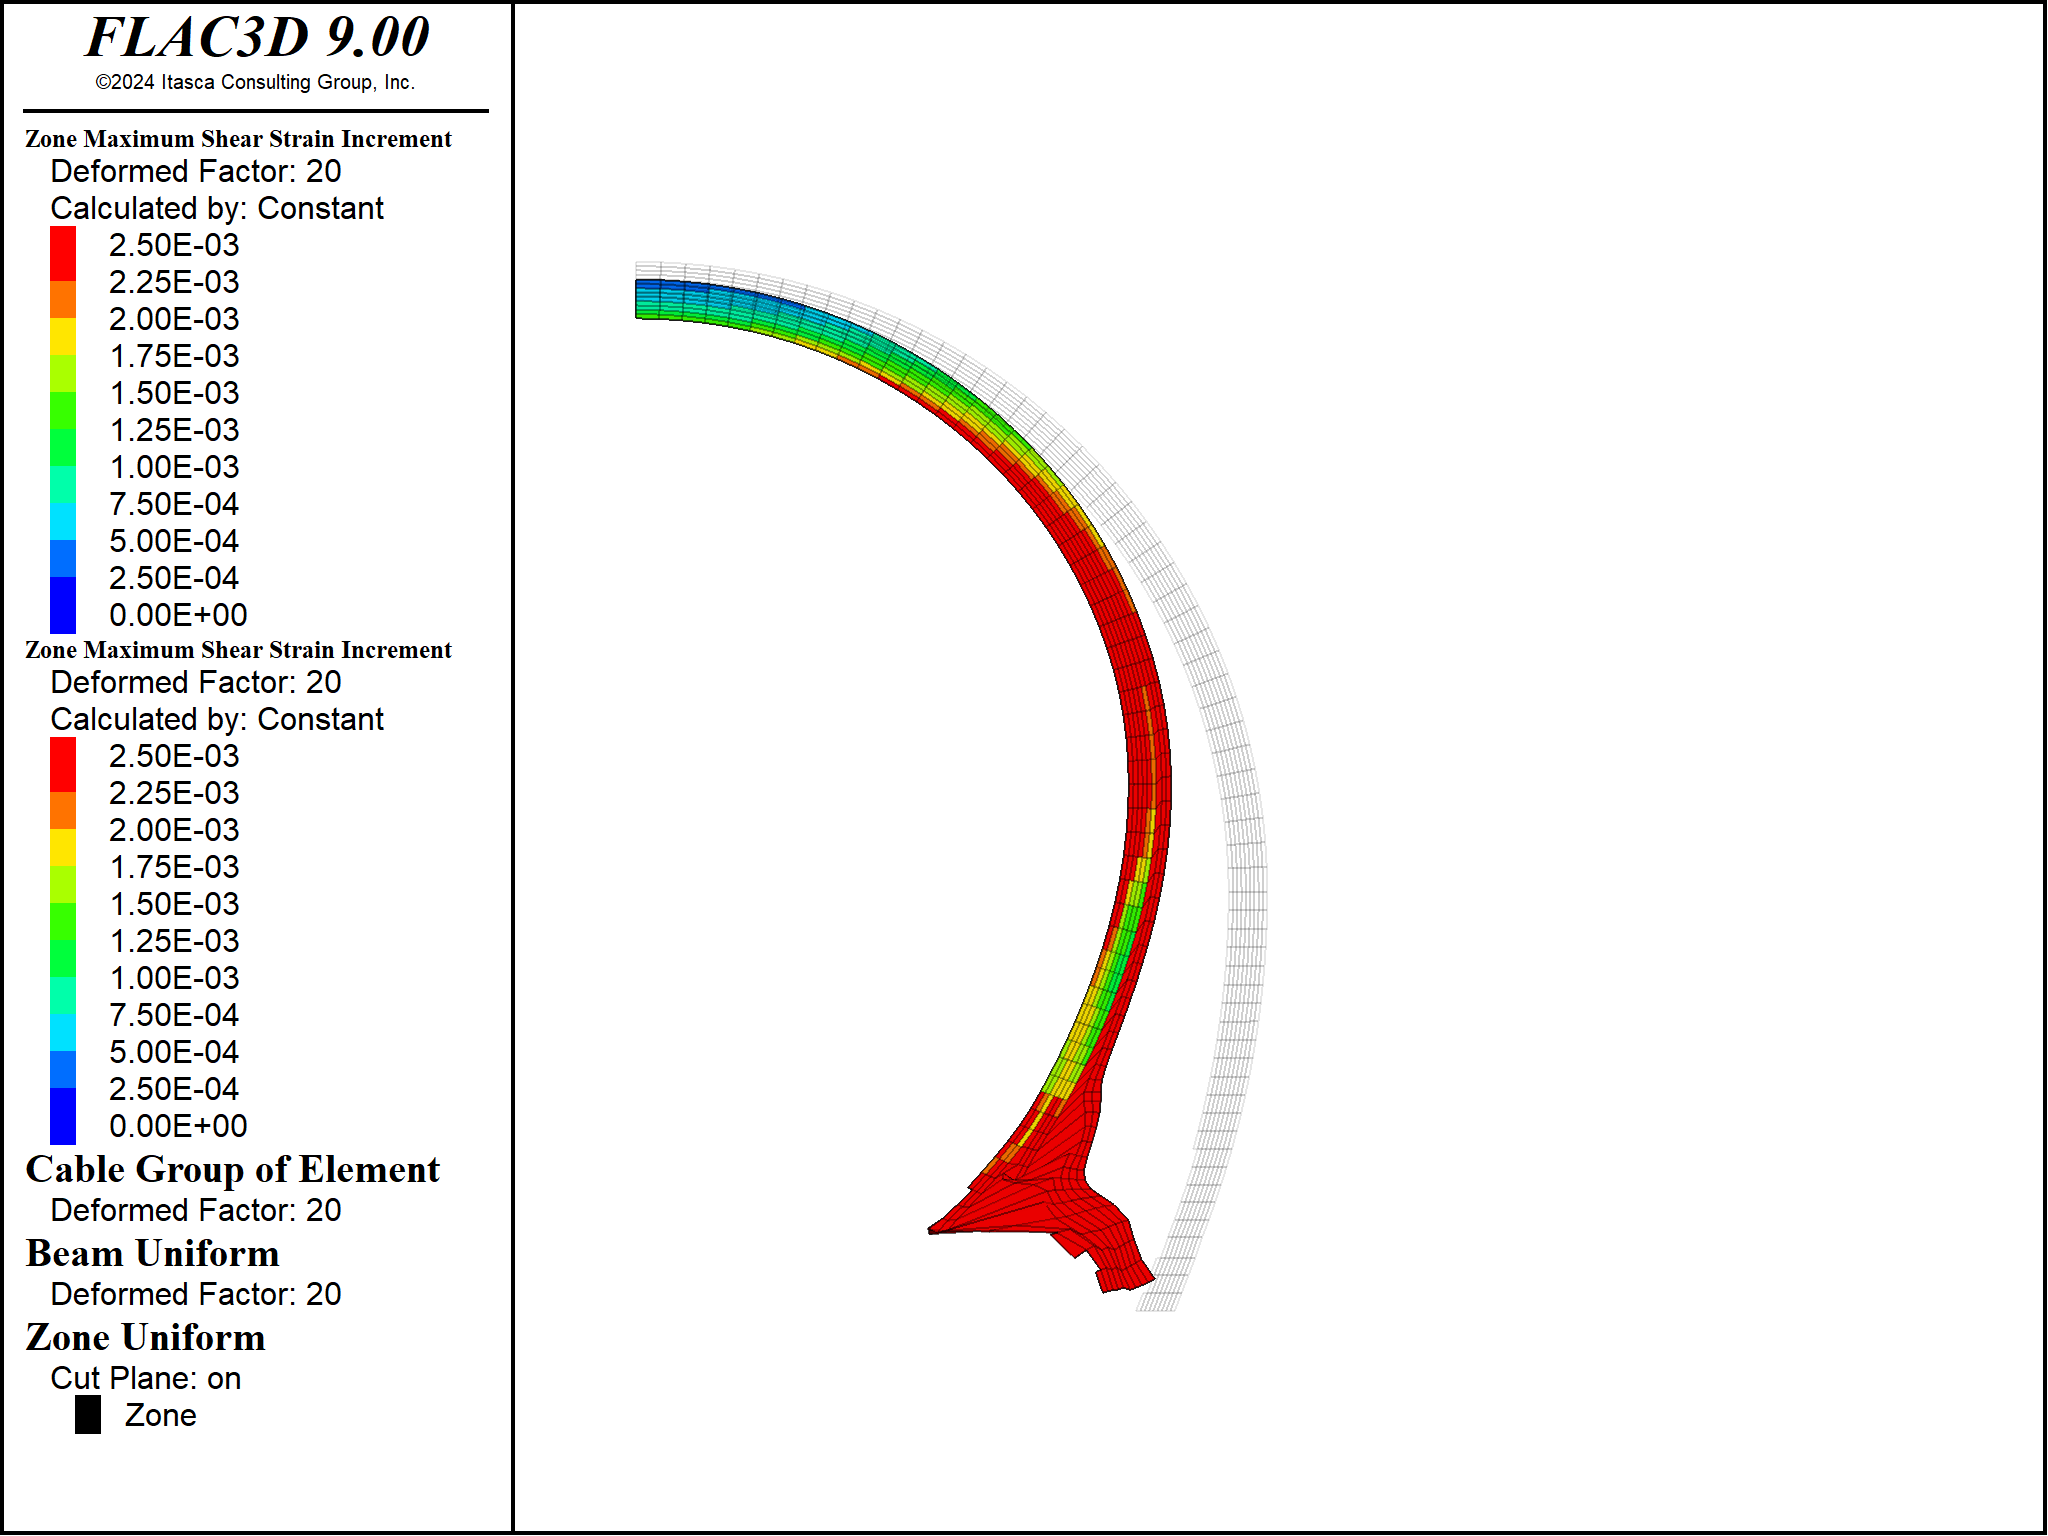 FLAC3D 9.00
©2024 Itasca Consulting Group, Inc.
Zone Maximum Shear Strain Increment
Deformed Factor: 20
Calculated by: Constant
2.50E-03
2.25E-03
2.00E-03
1.75E-03
1.50E-03
1.25E-03
1.00E-03
7.50E-04
5.00E-04
2.50E-04
0.00E+00
Zone Maximum Shear Strain Increment
Deformed Factor: 20
Calculated by: Constant
2.50E-03
2.25E-03
2.00E-03
1.75E-03
1.50E-03
1.25E-03
1.00E-03
7.50E-04
5.00E-04
2.50E-04
0.00E+00
Cable Group of Element
Deformed Factor: 20
Beam Uniform
Deformed Factor: 20
Zone Uniform
Cut Plane: on
Zone